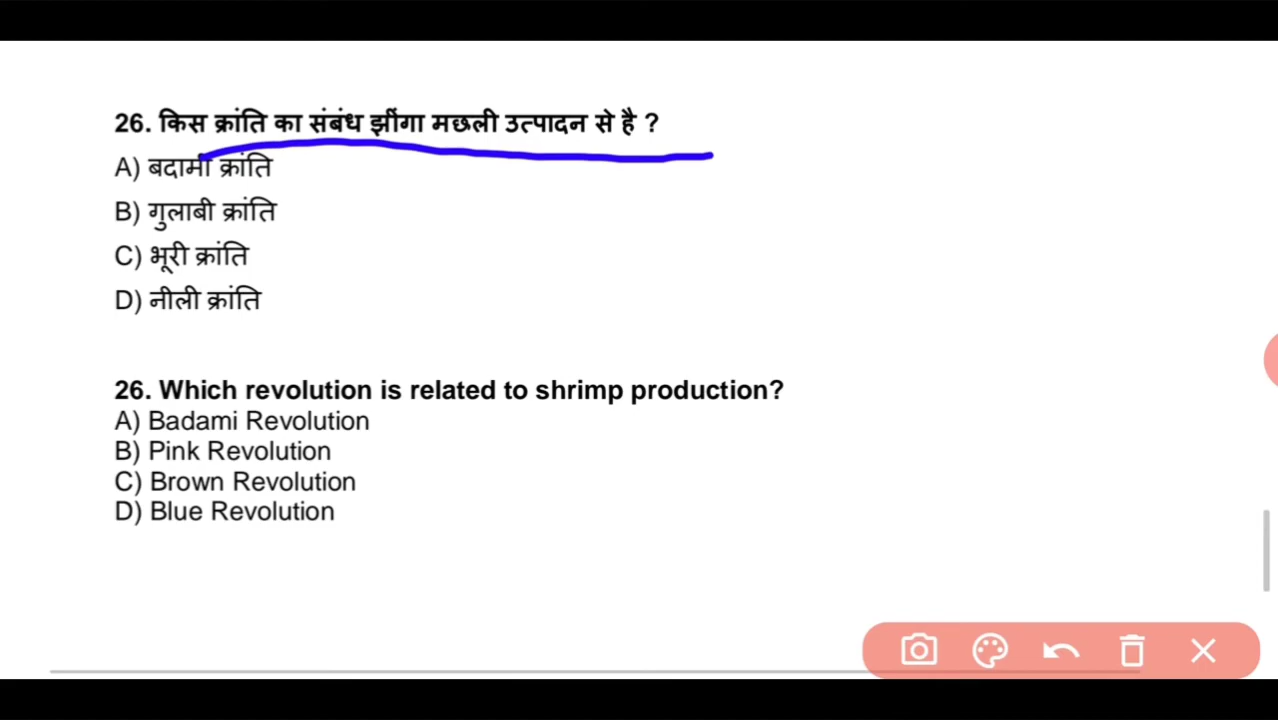 26. किस क्रांति का संबंध झींगा मछली उत्पादन से है ?
A) बदामी क्रांति
B) गुलाबी क्रांति
C) भूरी क्रांति
D) नीली क्रांति
26. Which revolution is related to shrimp production?
A) Badami Revolution
B) Pink Revolution
C) Brown Revolution
D) Blue Revolution